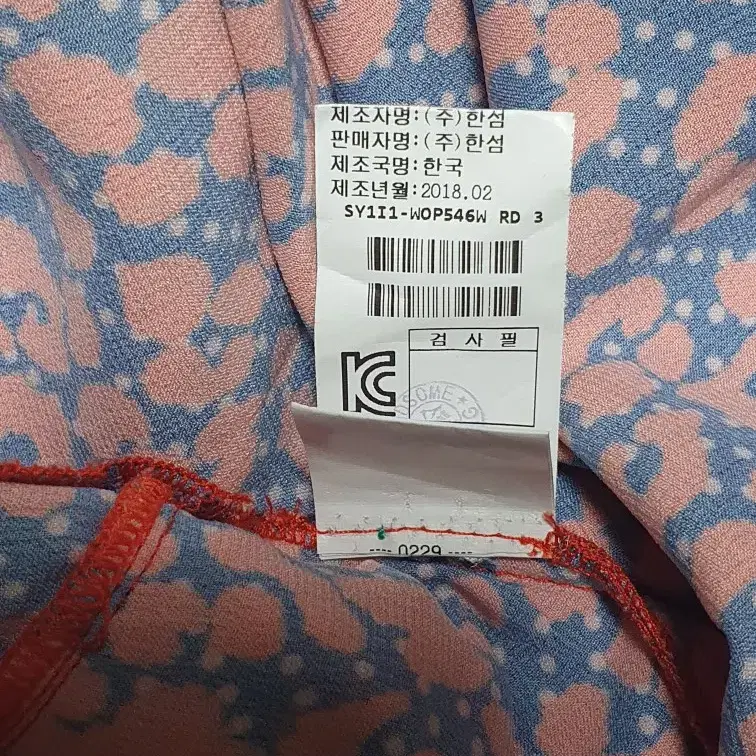 제조자명:(주)한섬
판매자명:(주)한섬
제조국명:한국
제조년월:2018.02
SY1I1-WOP546W RD 3
검 사 필
KC
---- 0229 ----